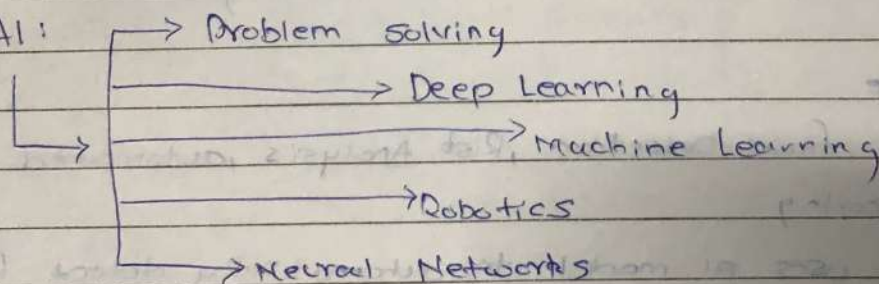 AI:
Problem solving
Deep Learning
Machine Learning
Robotics
Neural Networks